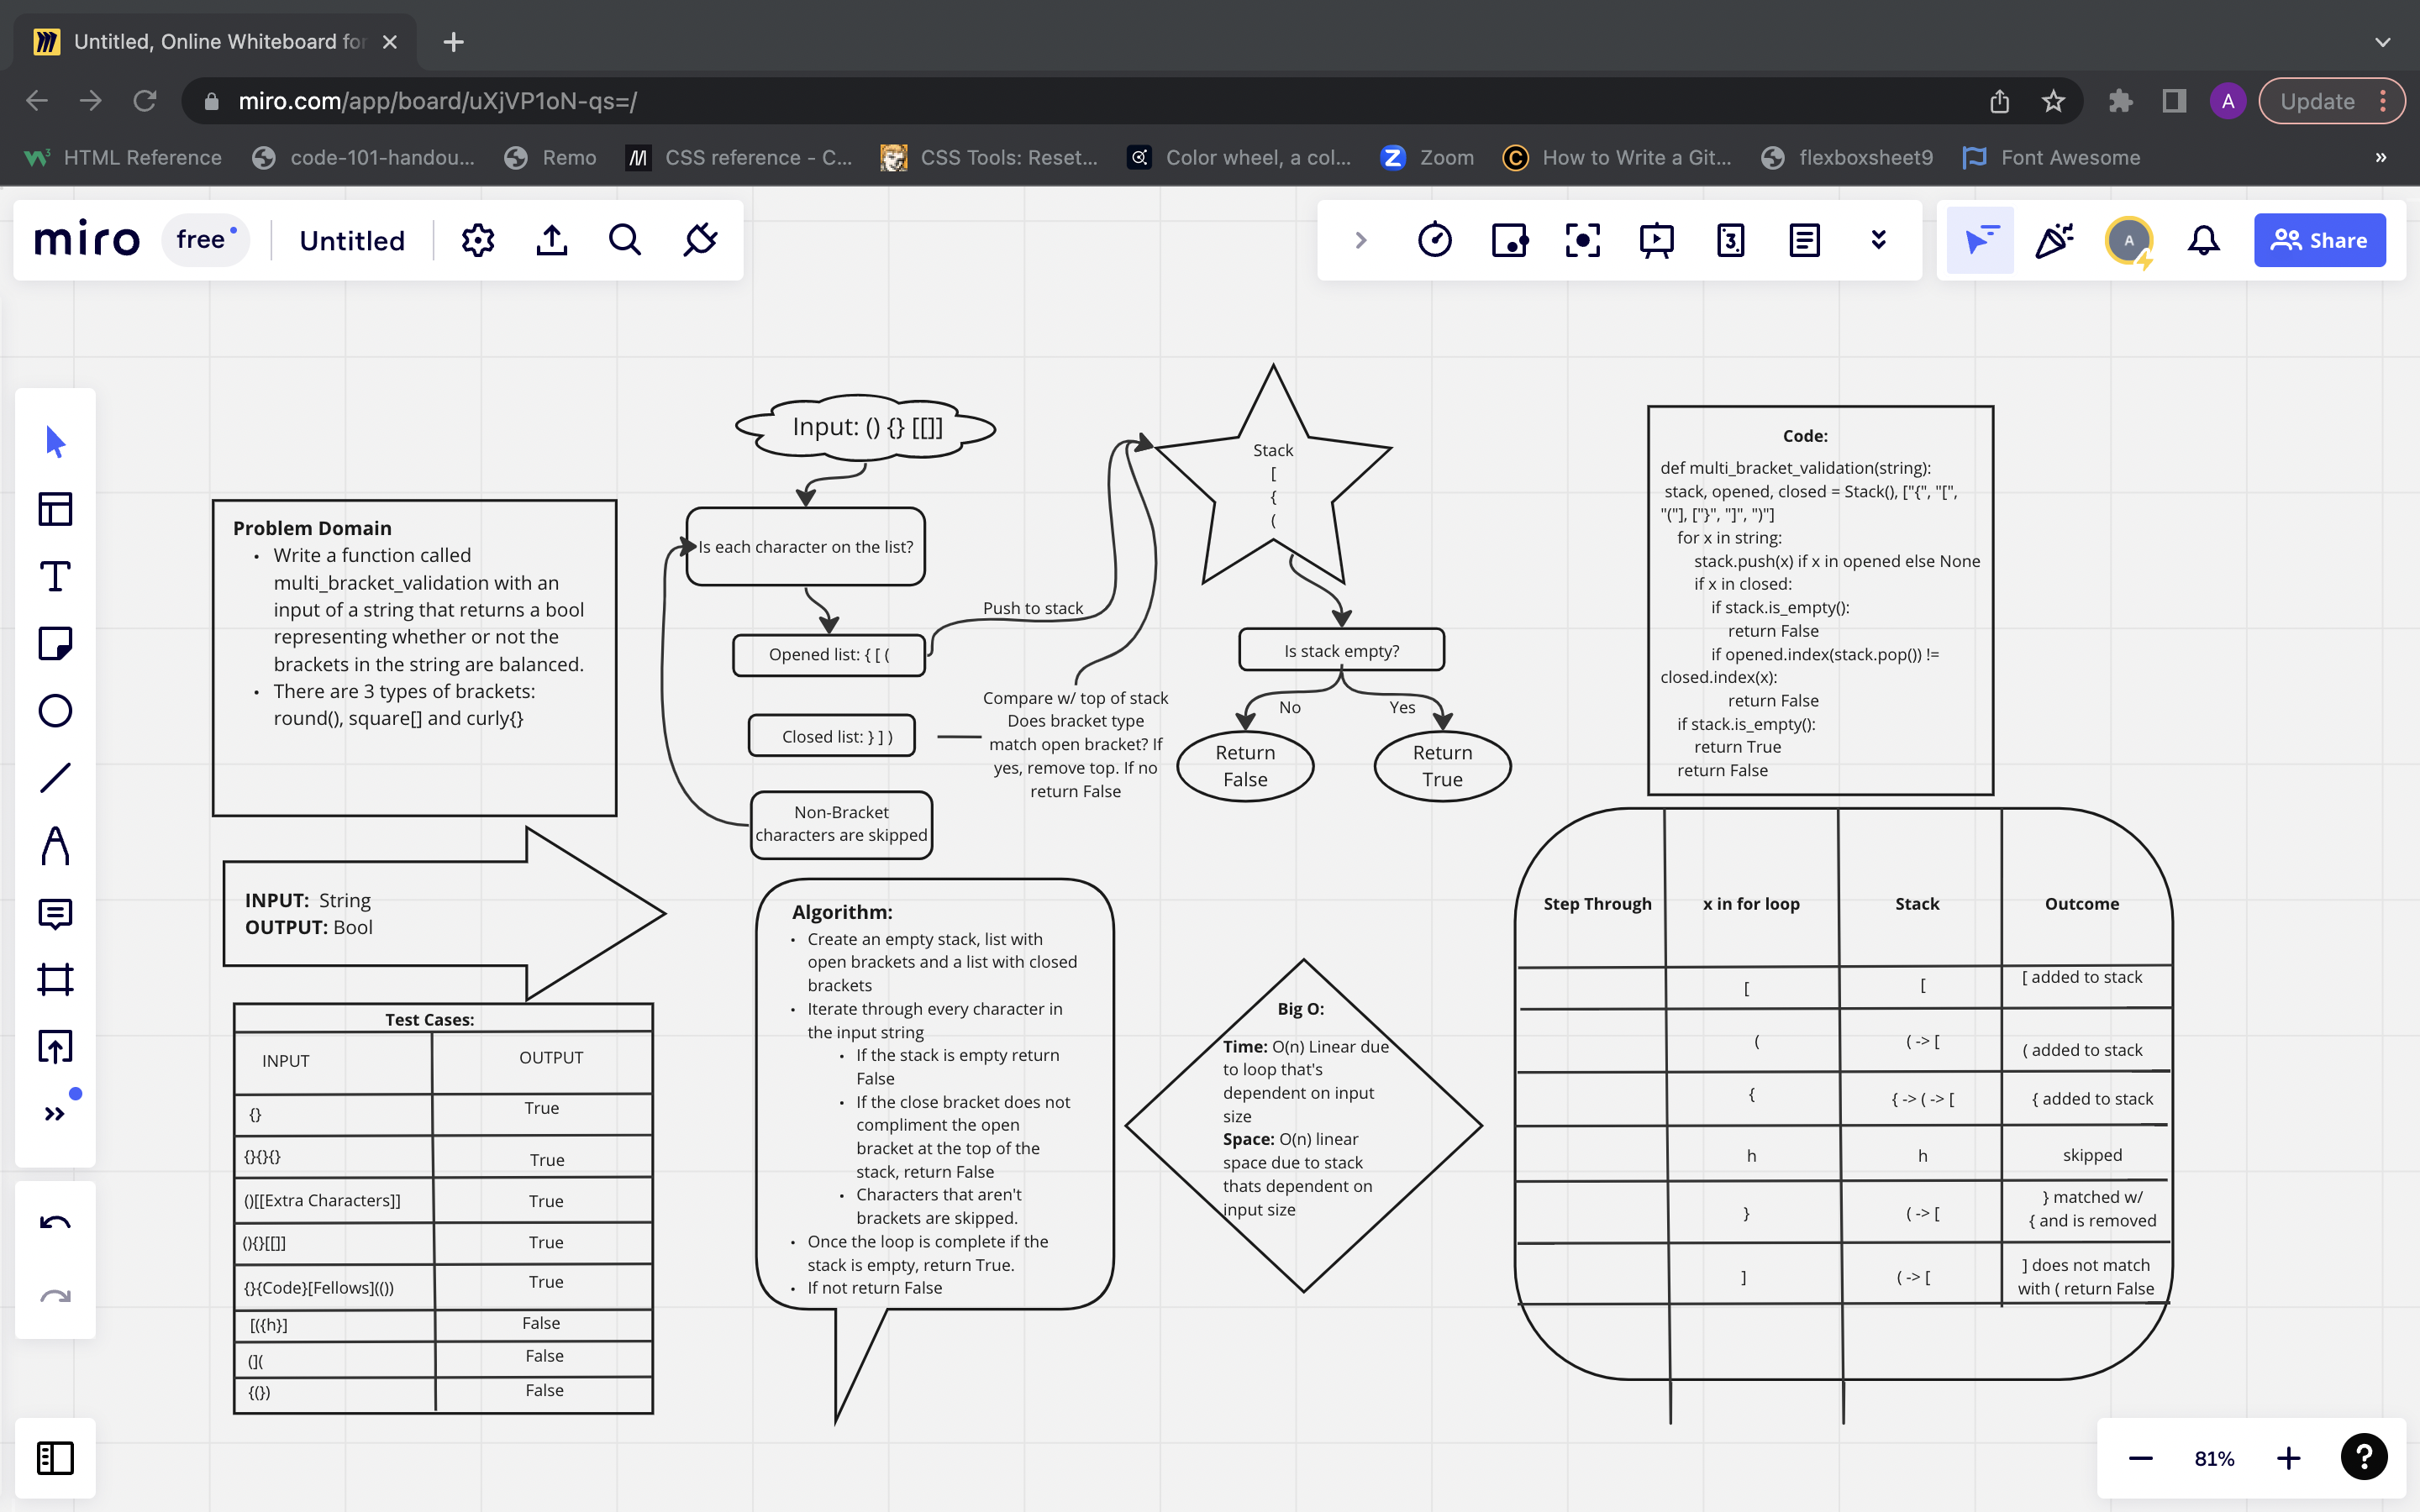 Untitled, Online Whiteboard for
miro.com/app/board/uXjVP1oN-qs=/
A
Update
HTML Reference
code-101-handou...
Remo
CSS reference - C...
CSS Tools: Reset...
Color wheel, a col...
Zoom
How to Write a Git...
flexboxsheet9
Font Awesome
»
miro
free
Untitled
A
Share
Problem Domain
• Write a function called
multi_bracket_validation with an
input of a string that returns a bool
representing whether or not the
brackets in the string are balanced.
• There are 3 types of brackets:
round(), square[] and curly{}
INPUT: String
OUTPUT: Bool
Test Cases:
INPUT OUTPUT
{} True
{}{}{} True
()[[Extra Characters]] True
(){}[[]] True
{}{Code}[Fellows](()) True
[({h}] False
(]( False
{(}) False
Input: () {} [[]]
Is each character on the list?
Opened list: { [ (
Closed list: } ] )
Non-Bracket
characters are skipped
Push to stack
Compare w/ top of stack
Does bracket type
match open bracket? If
yes, remove top. If no
return False
Stack
[
{
(
Is stack empty?
No
Yes
Return
False
Return
True
Algorithm:
• Create an empty stack, list with
open brackets and a list with closed
brackets
• Iterate through every character in
the input string
• If the stack is empty return
False
• If the close bracket does not
compliment the open
bracket at the top of the
stack, return False
• Characters that aren't
brackets are skipped.
• Once the loop is complete if the
stack is empty, return True.
• If not return False
Big O:
Time: O(n) Linear due
to loop that's
dependent on input
size
Space: O(n) linear
space due to stack
thats dependent on
input size
Code:
def multi_bracket_validation(string):
stack, opened, closed = Stack(), ["{", "[",
"("], ["}", "]", ")"]
for x in string:
stack.push(x) if x in opened else None
if x in closed:
if stack.is_empty():
return False
if opened.index(stack.pop()) !=
closed.index(x):
return False
if stack.is_empty():
return True
return False
Step Through x in for loop Stack Outcome
[ [ [ added to stack
( ( -> [ ( added to stack
{ { -> ( -> [ { added to stack
h h skipped
} ( -> [ } matched w/
{ and is removed
] ( -> [ ] does not match
with ( return False
81%
?